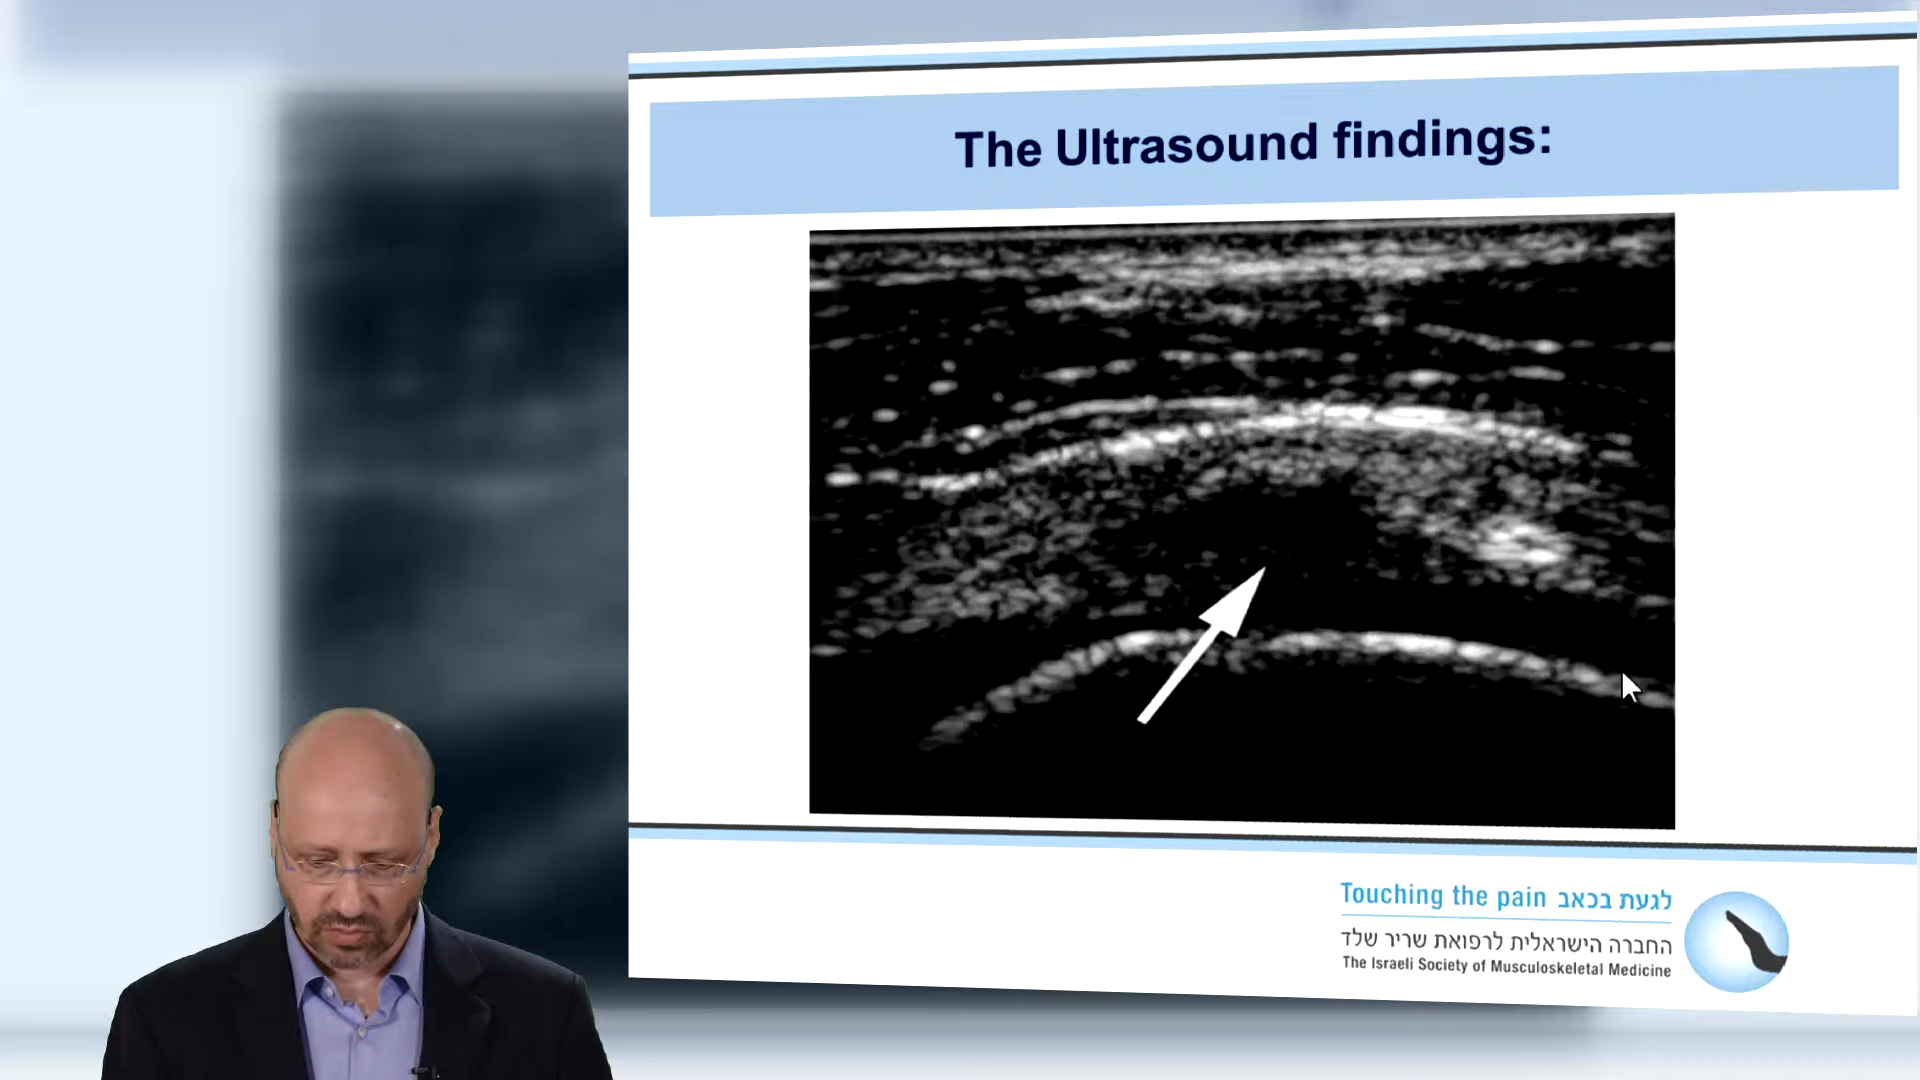 The Ultrasound findings:
Touching the pain לגעת בכאב
החברה הישראלית לרפואת שריר שלד
The Israeli Society of Musculoskeletal Medicine